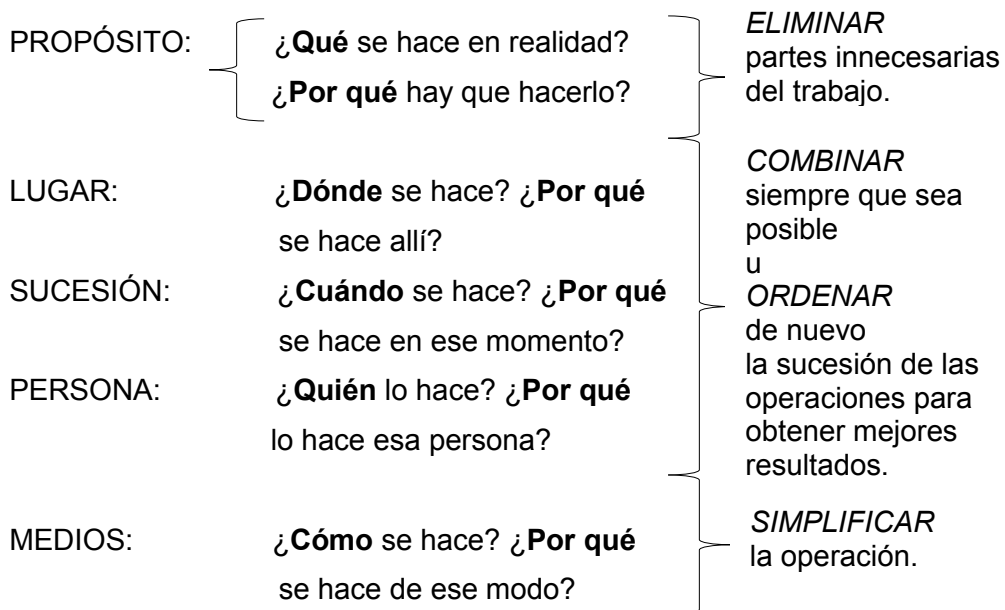 PROPÓSITO: ¿Qué se hace en realidad?
¿Por qué hay que hacerlo?
ELIMINAR
partes innecesarias
del trabajo.
LUGAR: ¿Dónde se hace? ¿Por qué
se hace allí?
SUCESIÓN: ¿Cuándo se hace? ¿Por qué
se hace en ese momento?
PERSONA: ¿Quién lo hace? ¿Por qué
lo hace esa persona?
COMBINAR
siempre que sea
posible
u
ORDENAR
de nuevo
la sucesión de las
operaciones para
obtener mejores
resultados.
MEDIOS: ¿Cómo se hace? ¿Por qué
se hace de ese modo?
SIMPLIFICAR
la operación.